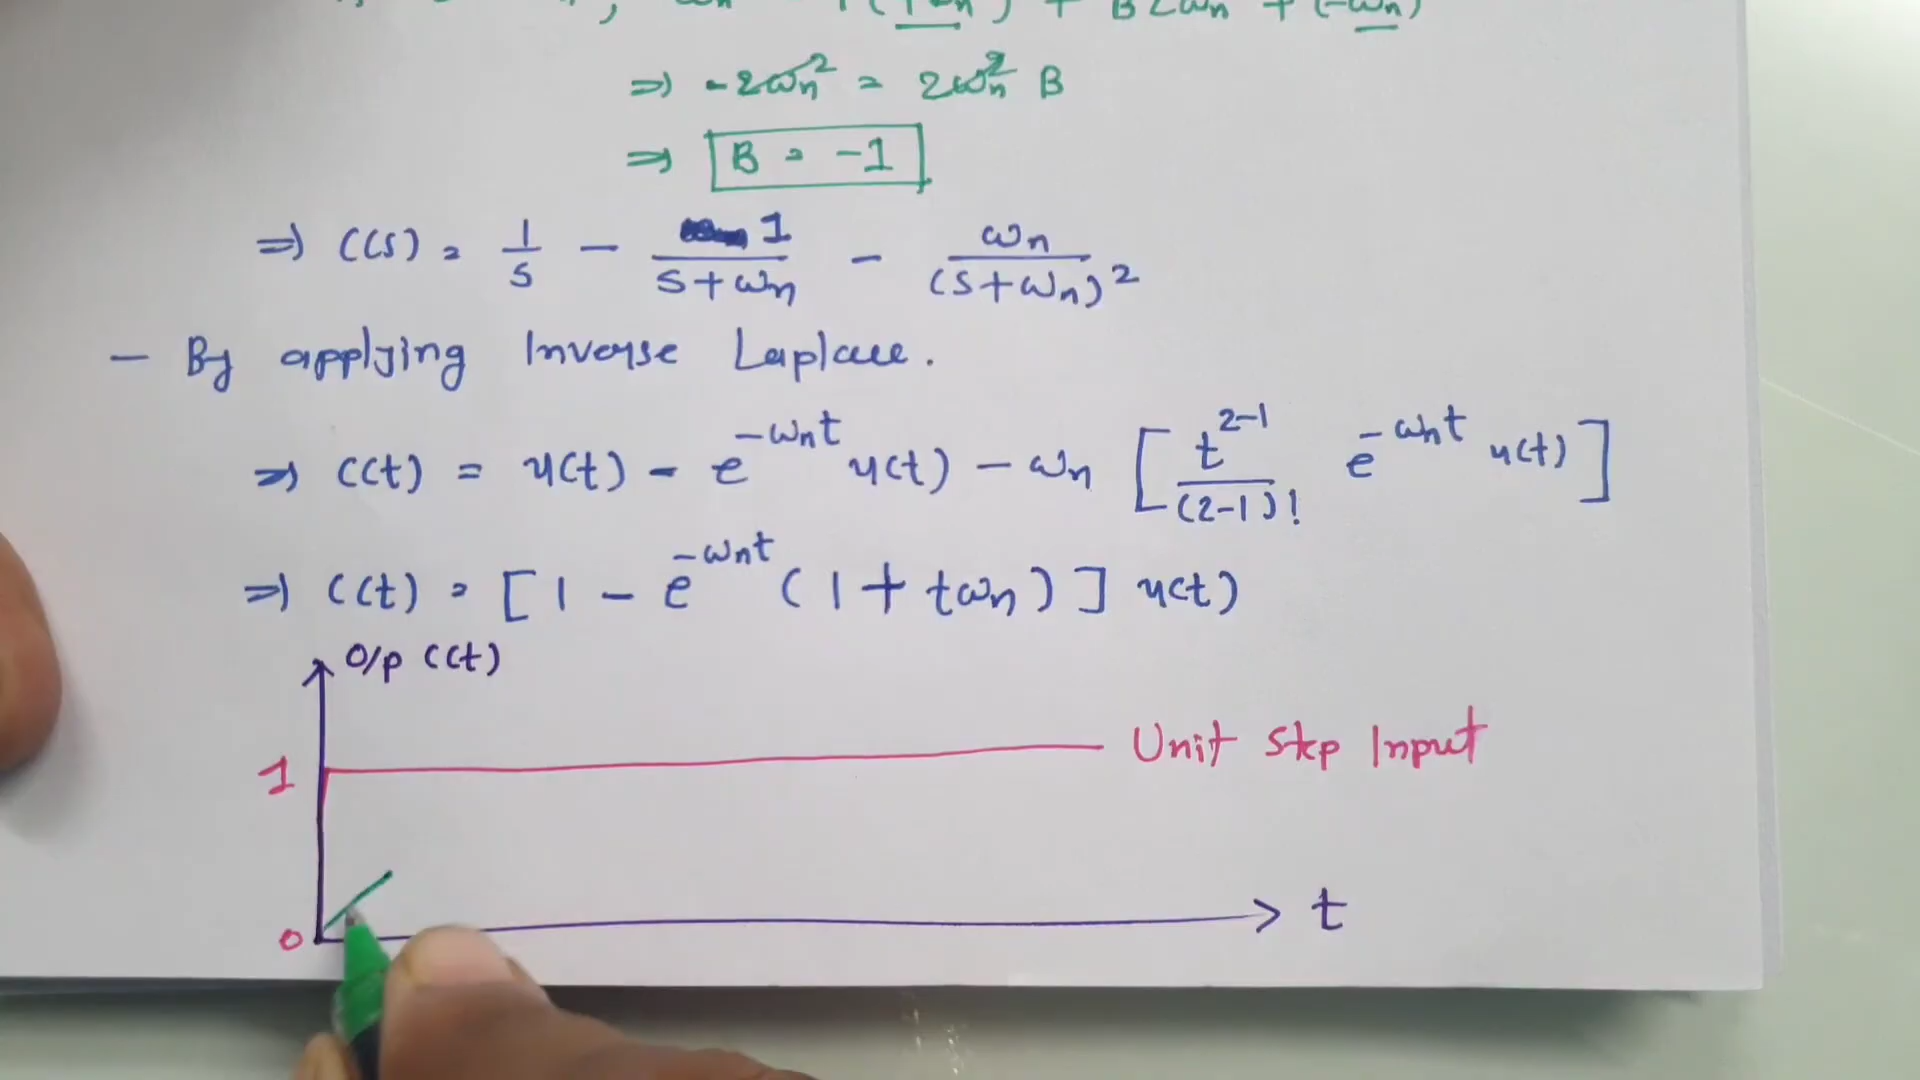 ⇒ -2ωn² = 2ωn² B
⇒ B = -1
⇒ C(s) = 1/s - 1/(s+ωn) - ωn/(s+ωn)²
- By applying Inverse Laplace.
⇒ C(t) = u(t) - e^(-ωnt) u(t) - ωn [ t^(2-1)/(2-1)! e^(-ωnt) u(t) ]
⇒ C(t) = [1 - e^(-ωnt) (1 + tωn)] u(t)
O/p C(t)
1
Unit Step Input
0
t